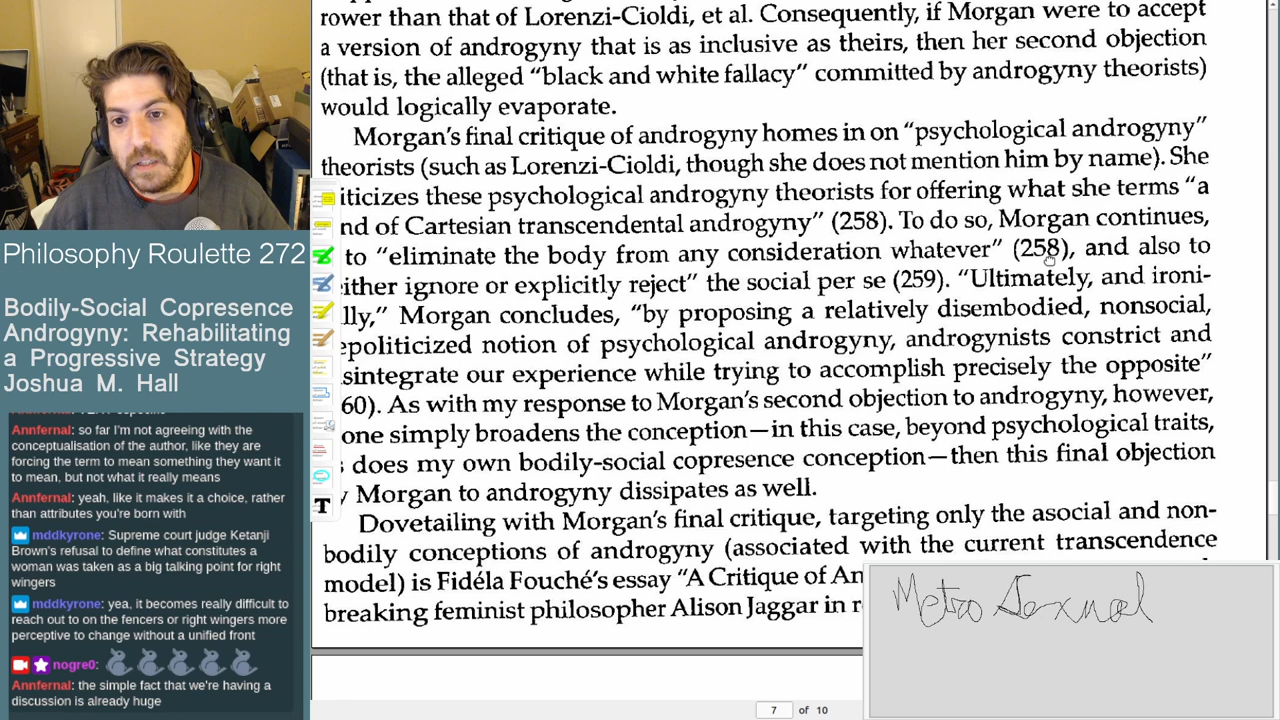 rower than that of Lorenzi-Cioldi, et al. Consequently, if Morgan were to accept
a version of androgyny that is as inclusive as theirs, then her second objection
(that is, the alleged "black and white fallacy" committed by androgyny theorists)
would logically evaporate.
Morgan's final critique of androgyny homes in on "psychological androgyny"
theorists (such as Lorenzi-Cioldi, though she does not mention him by name). She
iticizes these psychological androgyny theorists for offering what she terms "a
nd of Cartesian transcendental androgyny" (258). To do so, Morgan continues,
to "eliminate the body from any consideration whatever" (258), and also to
ither ignore or explicitly reject" the social per se (259). "Ultimately, and ironi-
lly," Morgan concludes, "by proposing a relatively disembodied, nonsocial,
epoliticized notion of psychological androgyny, androgynists constrict and
sintegrate our experience while trying to accomplish precisely the opposite"
60). As with my response to Morgan's second objection to androgyny, however,
one simply broadens the conception—in this case, beyond psychological traits,
does my own bodily-social copresence conception—then this final objection
Morgan to androgyny dissipates as well.
Dovetailing with Morgan's final critique, targeting only the asocial and non-
bodily conceptions of androgyny (associated with the current transcendence
model) is Fidéla Fouché's essay "A Critique of An
breaking feminist philosopher Alison Jaggar in r
T
7 of 10
Metro Sexual
Philosophy Roulette 272
Bodily-Social Copresence
Androgyny: Rehabilitating
a Progressive Strategy
Joshua M. Hall
Annfernal: so far I'm not agreeing with the
conceptualisation of the author, like they are
forcing the term to mean something they want it
to mean, but not what it really means
Annfernal: yeah, like it makes it a choice, rather
than attributes you're born with
mddkyrone: Supreme court judge Ketanji
Brown's refusal to define what constitutes a
woman was taken as a big talking point for right
wingers
mddkyrone: yea, it becomes really difficult to
reach out to on the fencers or right wingers more
perceptive to change without a unified front
nogre0:
Annfernal: the simple fact that we're having a
discussion is already huge